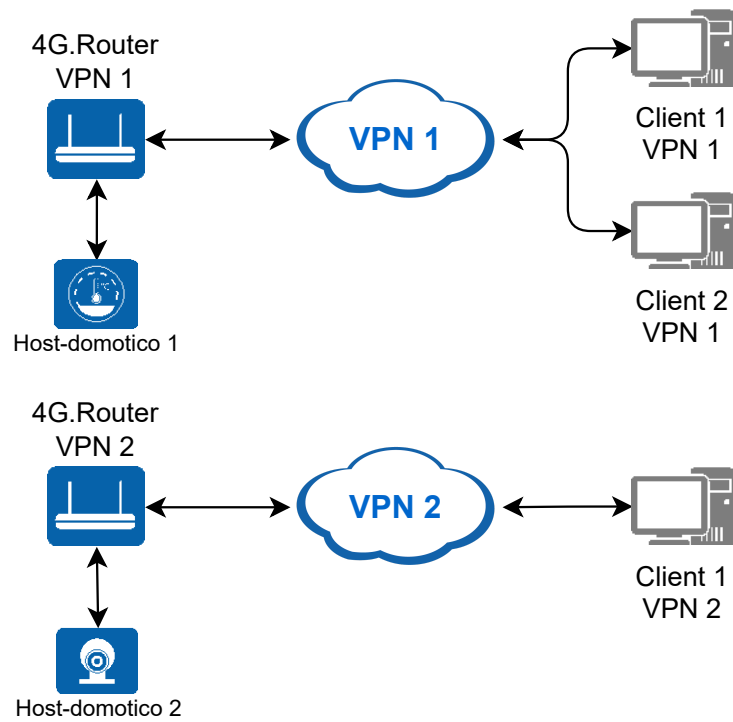 4G.Router
VPN 1
VPN 1
Client 1
VPN 1
Client 2
VPN 1
°C
Host-domotico 1
4G.Router
VPN 2
VPN 2
Client 1
VPN 2
Host-domotico 2